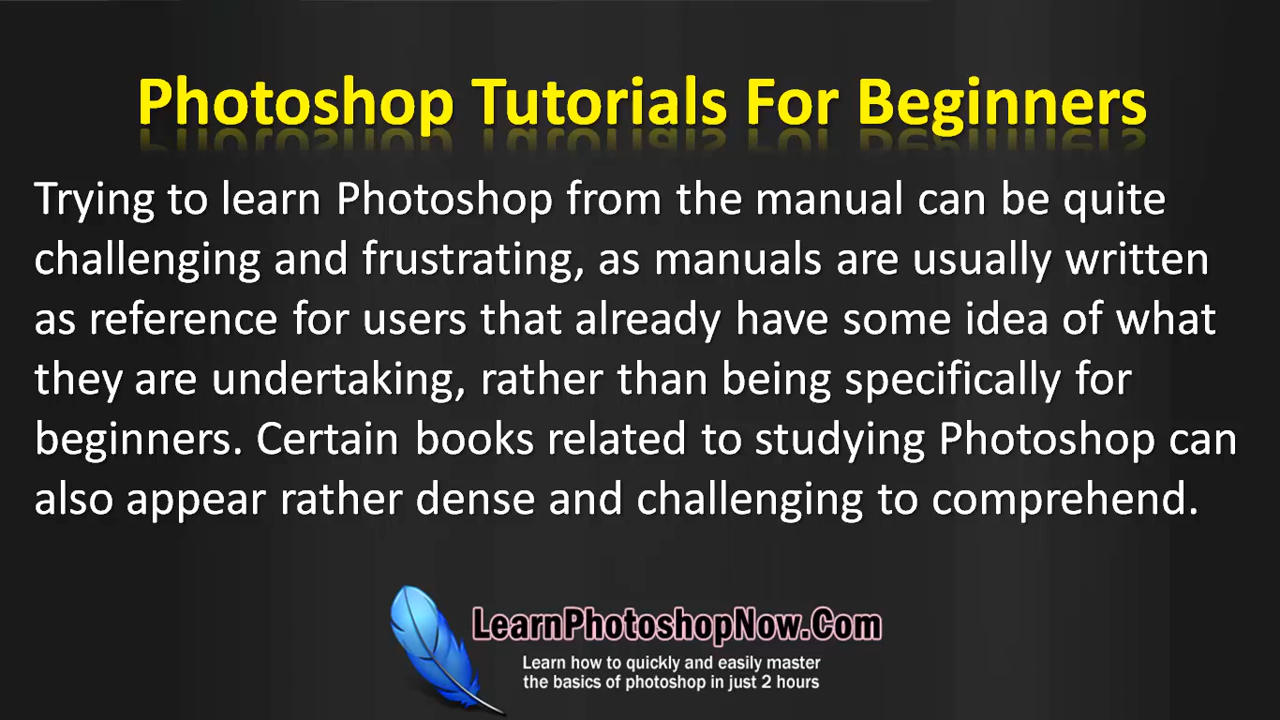 Photoshop Tutorials For Beginners
Trying to learn Photoshop from the manual can be quite
challenging and frustrating, as manuals are usually written
as reference for users that already have some idea of what
they are undertaking, rather than being specifically for
beginners. Certain books related to studying Photoshop can
also appear rather dense and challenging to comprehend.
LearnPhotoshopNow.Com
Learn how to quickly and easily master
the basics of photoshop in just 2 hours